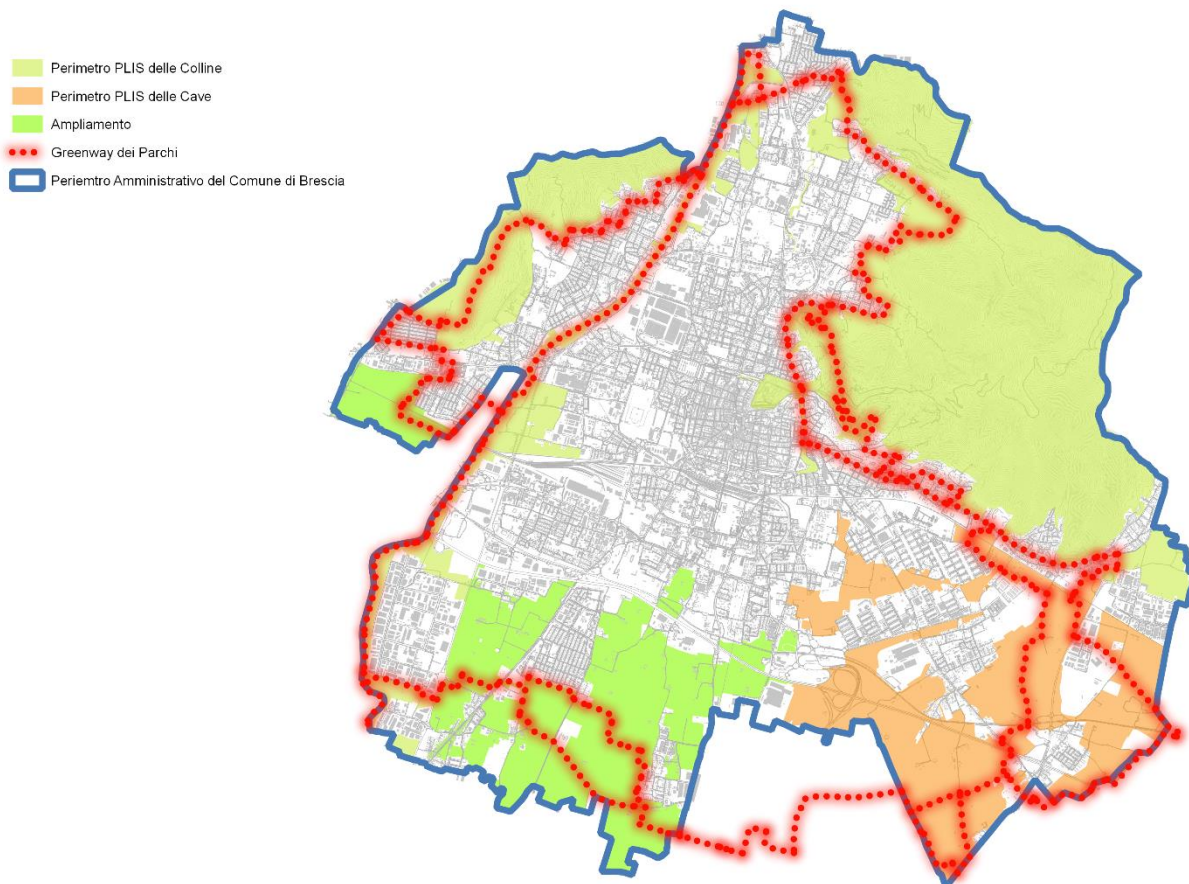 Perimetro PLIS delle Colline
Perimetro PLIS delle Cave
Ampliamento
Greenway dei Parchi
Periemtro Amministrativo del Comune di Brescia